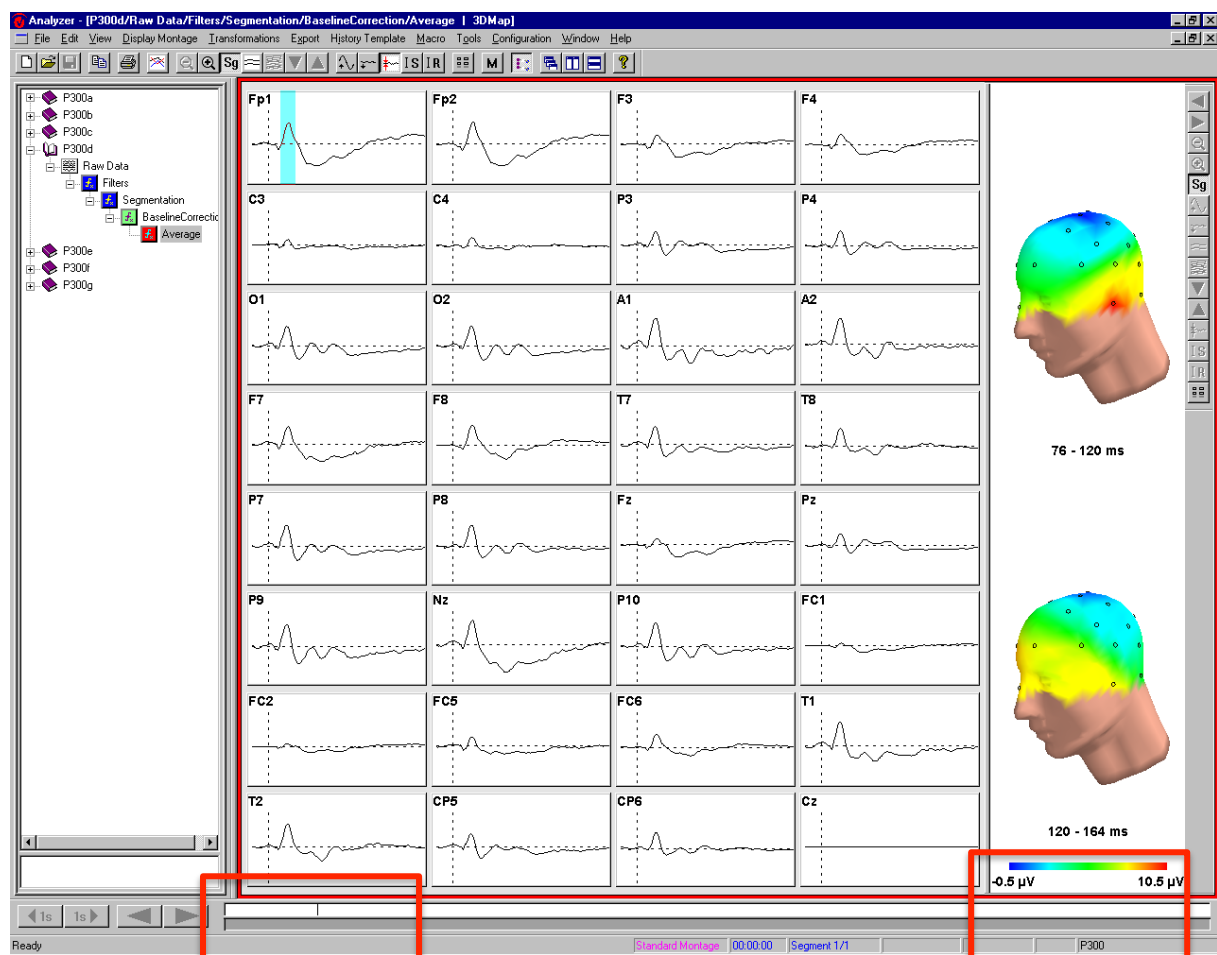 Analyzer - [P300d/Raw Data/Filters/Segmentation/BaselineCorrection/Average | 3DMap]
File Edit View Display Montage Transformations Export History Template Macro Tools Configuration Window Help
Sg IS IR M ?
P300a
P300b
P300c
P300d
Raw Data
Filters
Segmentation
BaselineCorrectic
Average
P300e
P300f
P300g
Fp1 Fp2 F3 F4
C3 C4 P3 P4
O1 O2 A1 A2
F7 F8 T7 T8
P7 P8 Fz Pz
P9 Nz P10 FC1
FC2 FC5 FC6 T1
T2 CP5 CP6 Cz
Sg
IS
IR
76 - 120 ms
120 - 164 ms
-0.5 µV 10.5 µV
1s 1s
Ready Standard Montage 00:00:00 Segment 1/1 P300